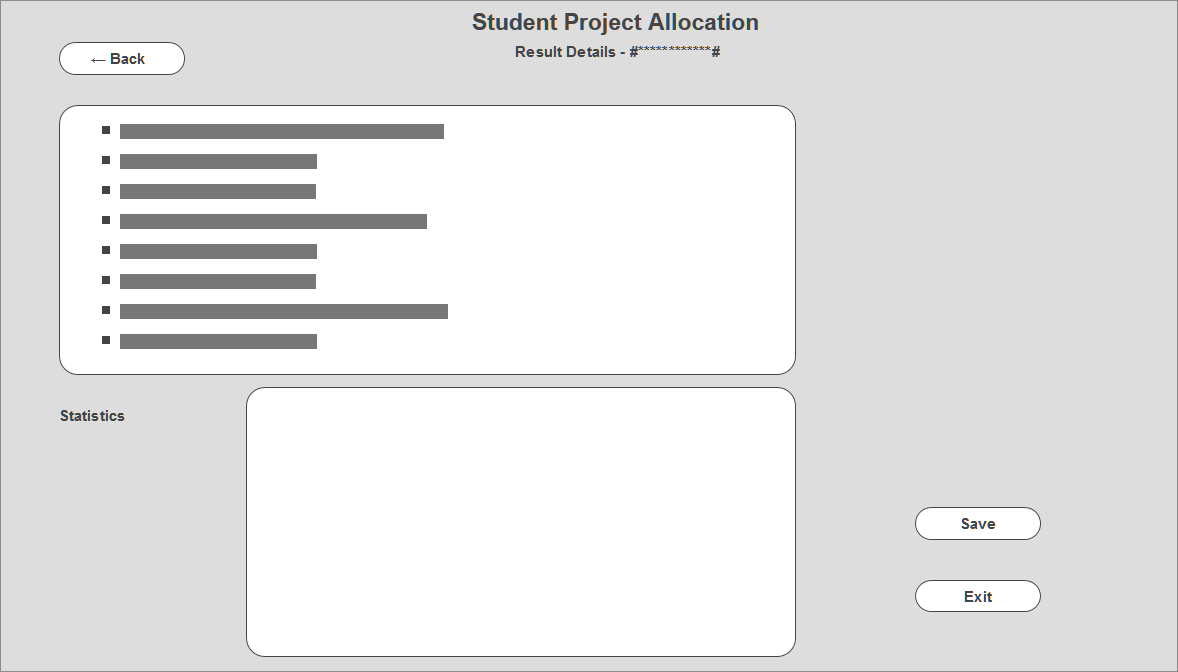 Student Project Allocation
Result Details - #************#
← Back
Statistics
Save
Exit